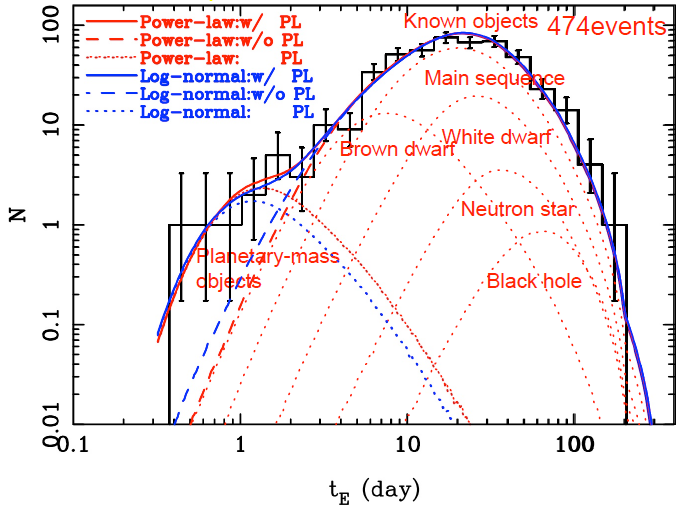 Power-law:w/ PL
Power-law:w/o PL
Power-law: PL
Log-normal:w/ PL
Log-normal:w/o PL
Log-normal: PL
Known objects
474events
Main sequence
White dwarf
Brown dwarf
Neutron star
Planetary-mass
objects
Black hole
N
100
10
1
0.1
0.01
0.1
1
10
100
t_E (day)